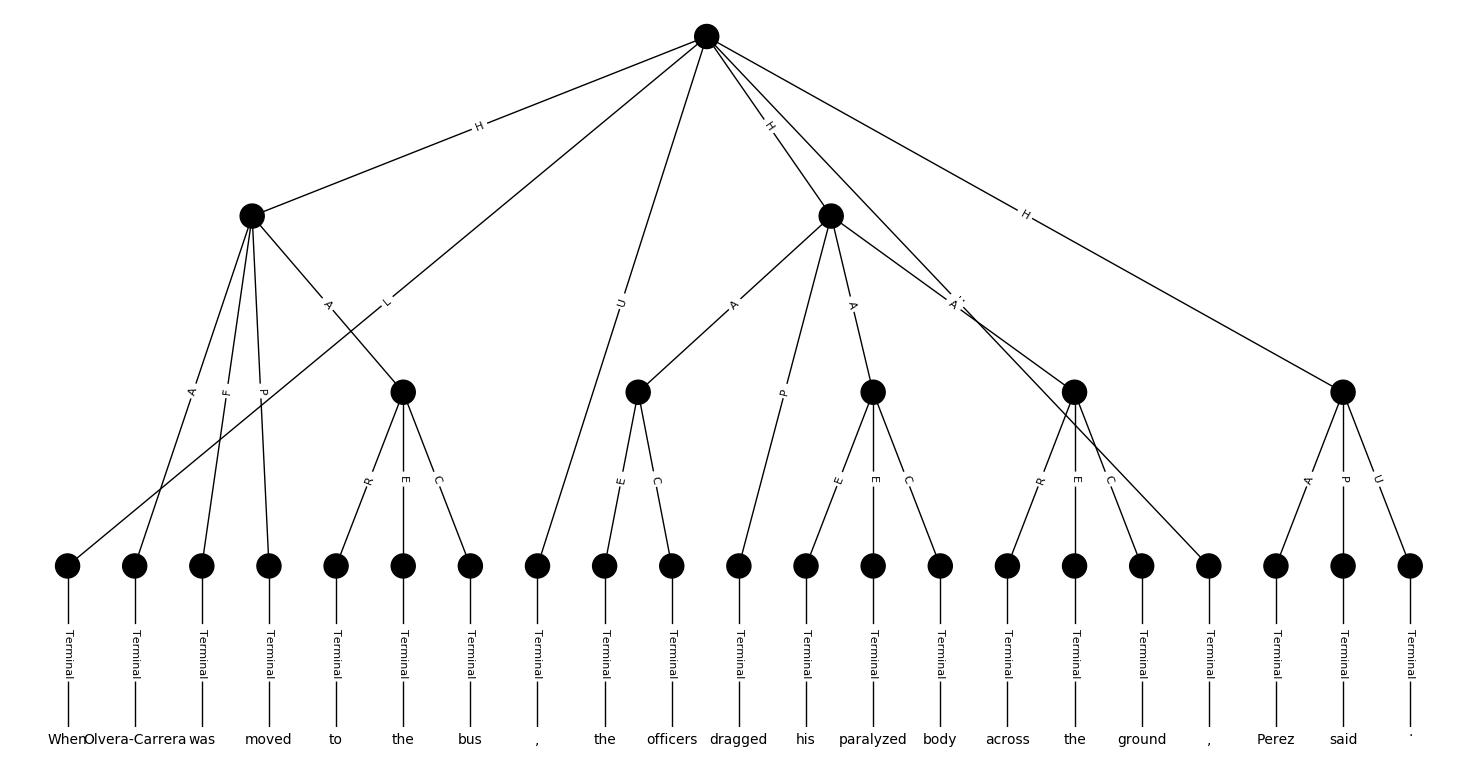 H H
H
A L U A A A
A F P P
R E C E C E E C R E C A P U
Terminal Terminal Terminal Terminal Terminal Terminal Terminal Terminal Terminal Terminal Terminal Terminal Terminal Terminal Terminal Terminal Terminal Terminal Terminal Terminal Terminal
When Olvera-Carrera was moved to the bus , the officers dragged his paralyzed body across the ground , Perez said .